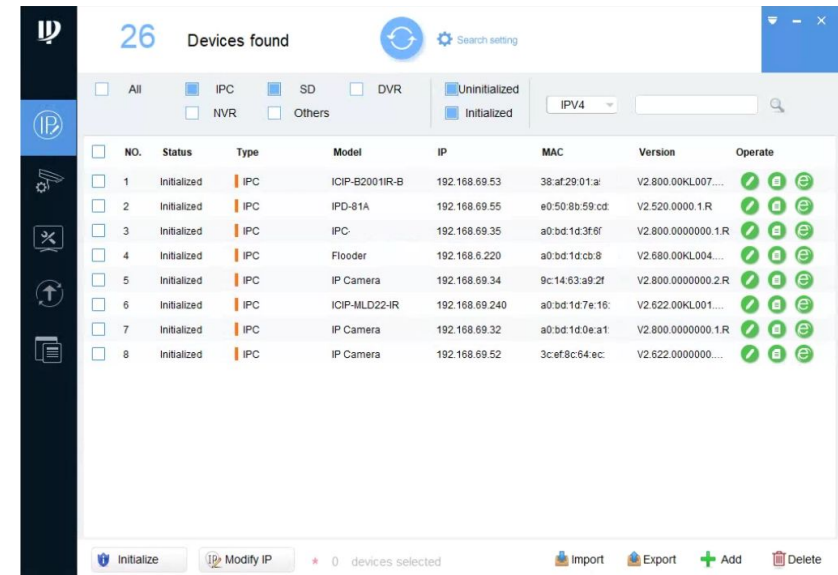 26 Devices found Search setting
All IPC SD DVR Uninitialized
NVR Others Initialized IPV4
NO. Status Type Model IP MAC Version Operate
1 Initialized IPC ICIP-B2001IR-B 192.168.69.53 38:af:29:01:a V2.800.00KL007....
2 Initialized IPC IPD-81A 192.168.69.55 e0:50:8b:59:cd: V2.520.0000.1.R
3 Initialized IPC IPC- 192.168.69.35 a0:bd:1d:3f:6f V2.800.0000000.1.R
4 Initialized IPC Flooder 192.168.6.220 a0:bd:1d:cb:8 V2.680.00KL004....
5 Initialized IPC IP Camera 192.168.69.34 9c:14:63:a9:2f V2.800.0000000.2.R
6 Initialized IPC ICIP-MLD22-IR 192.168.69.240 a0:bd:1d:7e:16: V2.622.00KL001....
7 Initialized IPC IP Camera 192.168.69.32 a0:bd:1d:0e:a1: V2.800.0000000.1.R
8 Initialized IPC IP Camera 192.168.69.52 3c:ef:8c:64:ec: V2.622.0000000....
Initialize IP Modify IP * 0 devices selected Import Export Add Delete